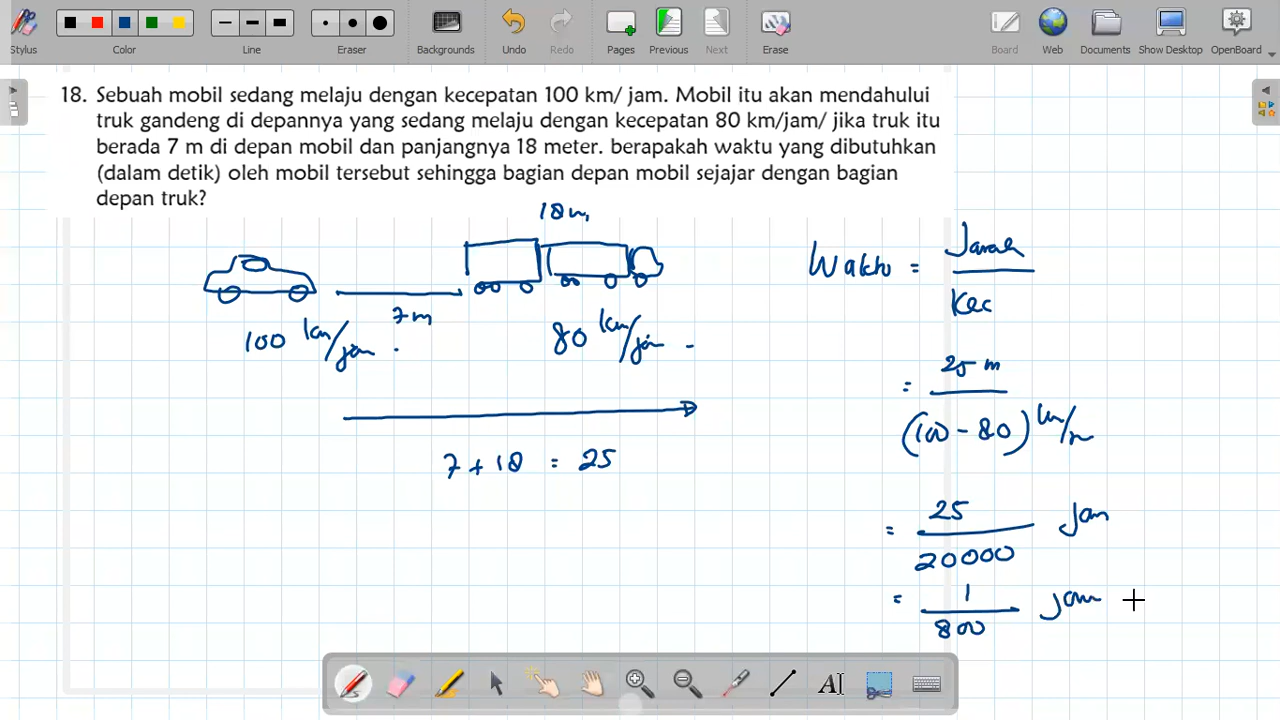 Stylus
Color
Line
Eraser
Backgrounds
Undo
Redo
Pages
Previous
Next
Erase
Board
Web
Documents
Show Desktop
OpenBoard
18. Sebuah mobil sedang melaju dengan kecepatan 100 km/ jam. Mobil itu akan mendahului
truk gandeng di depannya yang sedang melaju dengan kecepatan 80 km/jam/ jika truk itu
berada 7 m di depan mobil dan panjangnya 18 meter. berapakah waktu yang dibutuhkan
(dalam detik) oleh mobil tersebut sehingga bagian depan mobil sejajar dengan bagian
depan truk?
18 m
7 m
100 km/jam
80 km/jam
7 + 18 = 25
Waktu = Jarak
Kec
= 25 m
(100 - 80)
= 25 jam
20000
= 1 jam
800
AI